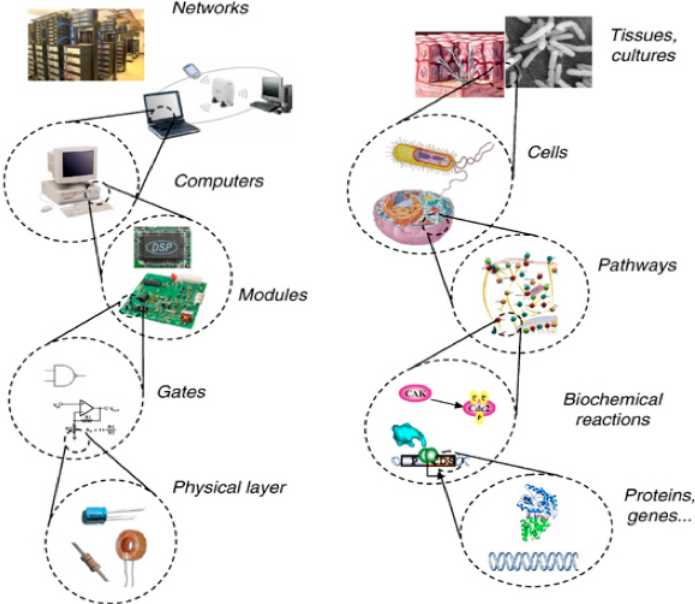 Networks
Tissues,
cultures
Computers
Cells
DSP
Modules
Pathways
Gates
CAK
Cdc2
Biochemical
reactions
Physical layer
Proteins,
genes...